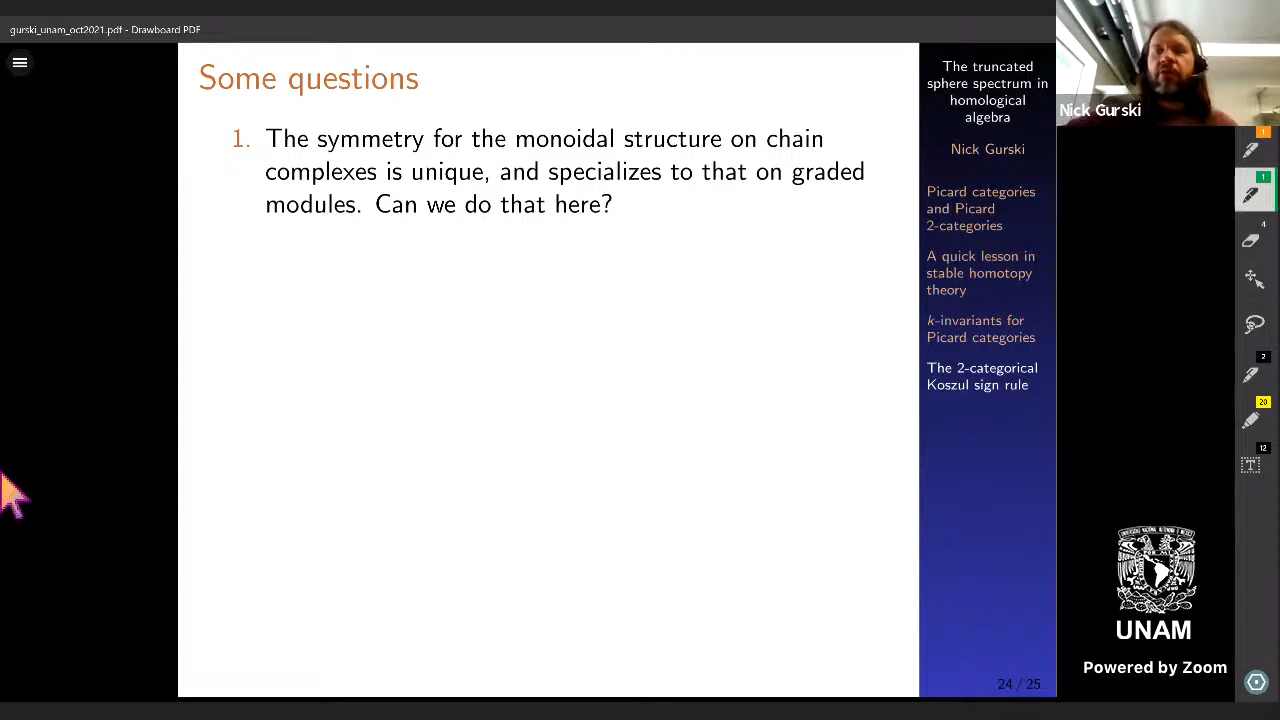 gurski_unam_oct2021.pdf - Drawboard PDF
Some questions
1. The symmetry for the monoidal structure on chain
complexes is unique, and specializes to that on graded
modules. Can we do that here?
The truncated
sphere spectrum in
homological
algebra
Nick Gurski
Picard categories
and Picard
2-categories
A quick lesson in
stable homotopy
theory
k-invariants for
Picard categories
The 2-categorical
Koszul sign rule
24 / 25
Nick Gurski
1
1
4
2
20
12
T
UNAM
Powered by Zoom